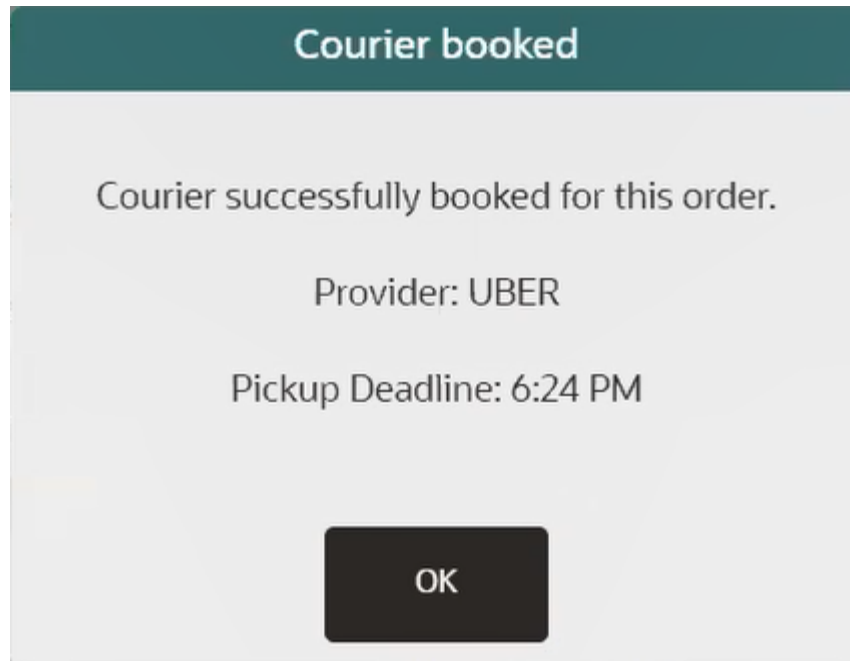 Courier booked
Courier successfully booked for this order.
Provider: UBER
Pickup Deadline: 6:24 PM
OK